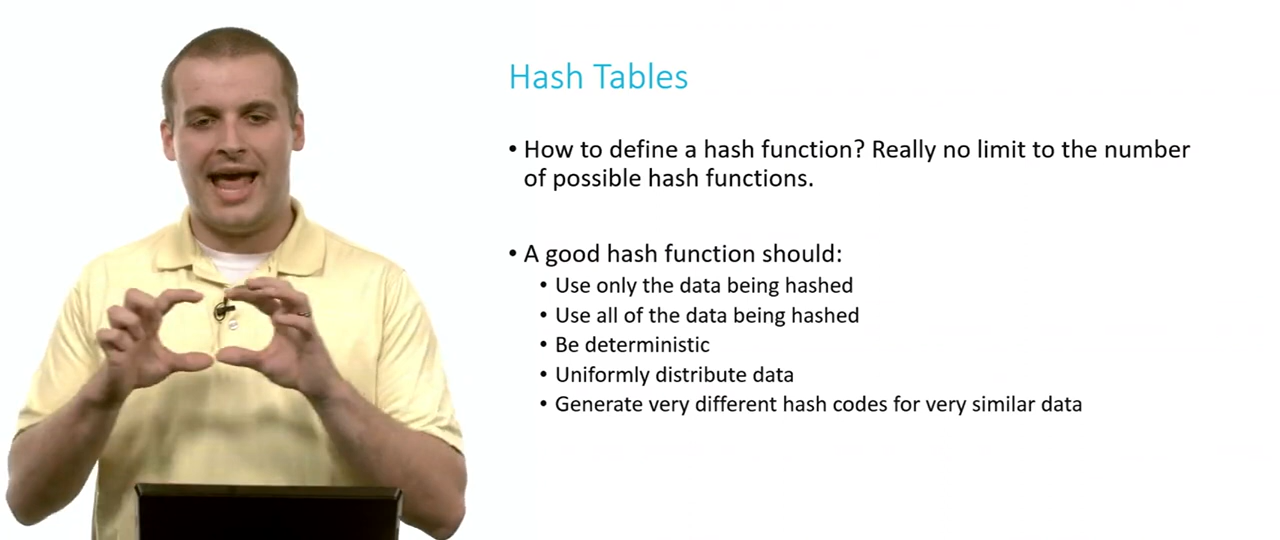 Hash Tables
• How to define a hash function? Really no limit to the number
of possible hash functions.
• A good hash function should:
• Use only the data being hashed
• Use all of the data being hashed
• Be deterministic
• Uniformly distribute data
• Generate very different hash codes for very similar data